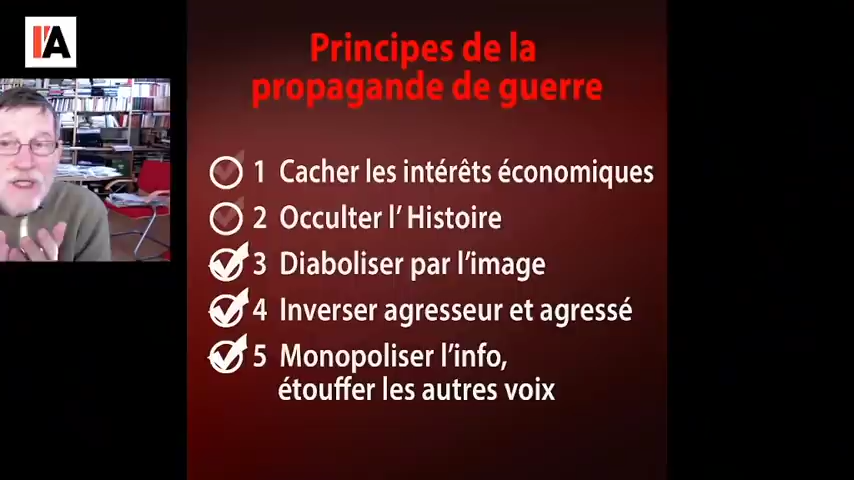 I'A
Principes de la
propagande de guerre
1 Cacher les intérêts économiques
2 Occulter l' Histoire
3 Diaboliser par l'image
4 Inverser agresseur et agressé
5 Monopoliser l'info,
étouffer les autres voix